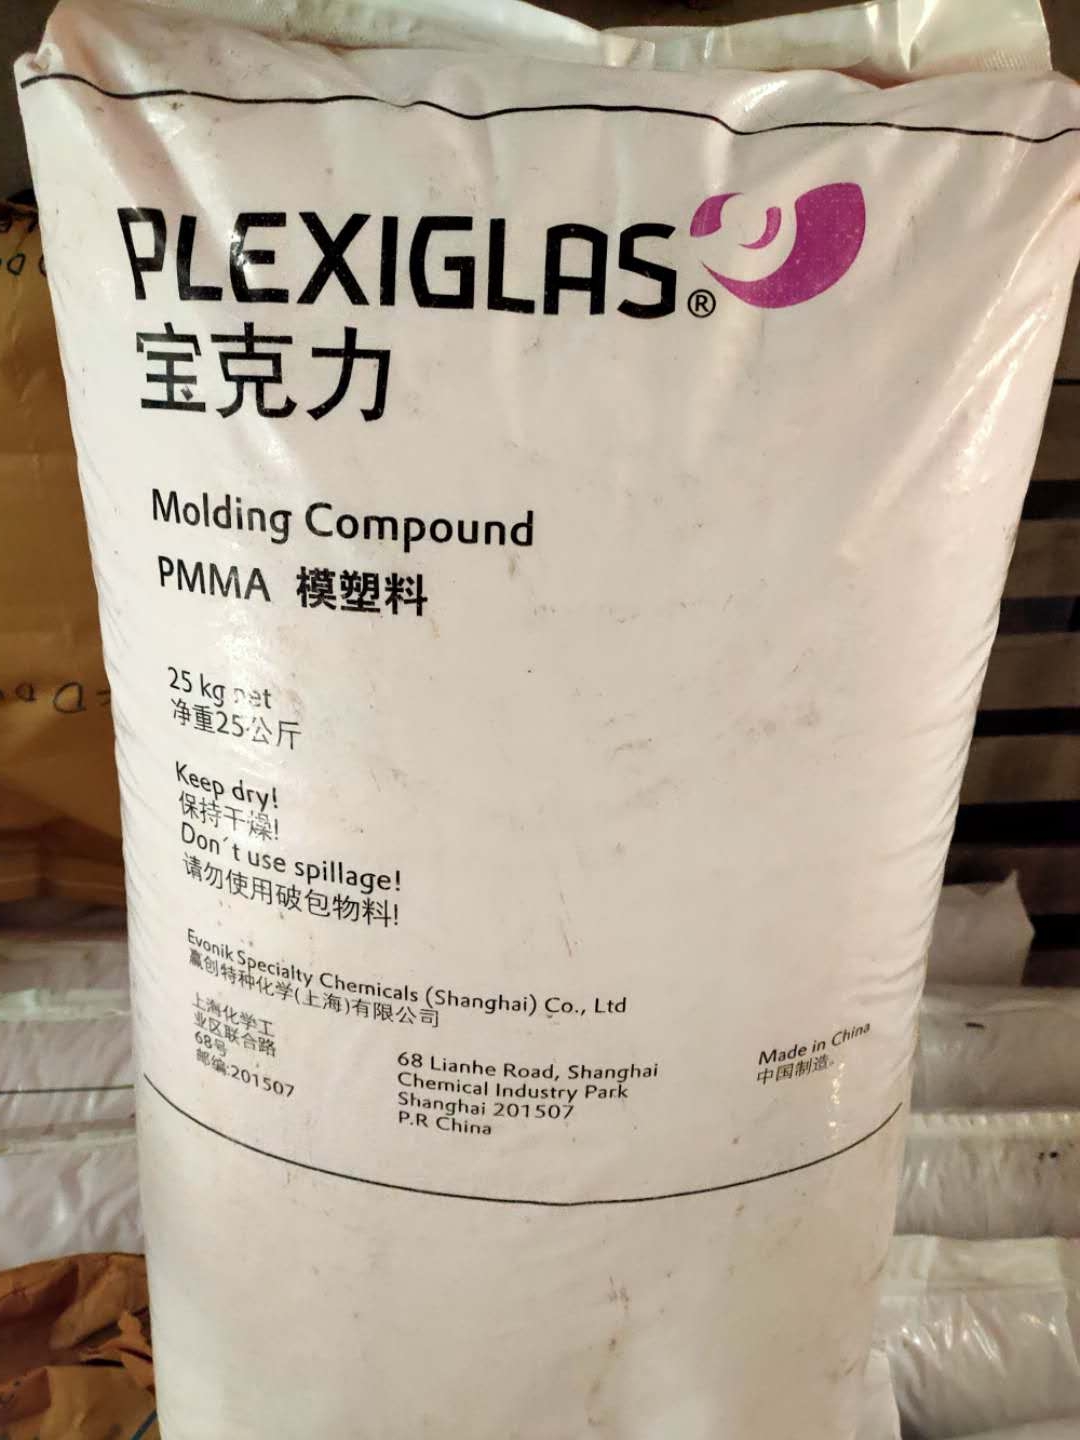 PLEXIGLAS®
宝克力
Molding Compound
PMMA 模塑料
25 kg net
净重25公斤
Keep dry!
保持干燥!
Don´t use spillage!
请勿使用破包物料!
Evonik Specialty Chemicals (Shanghai) Co., Ltd
赢创特种化学(上海)有限公司
上海化学工
业区联合路
68号
邮编:201507
68 Lianhe Road, Shanghai
Chemical Industry Park
Shanghai 201507
P.R China
Made in China
中国制造。